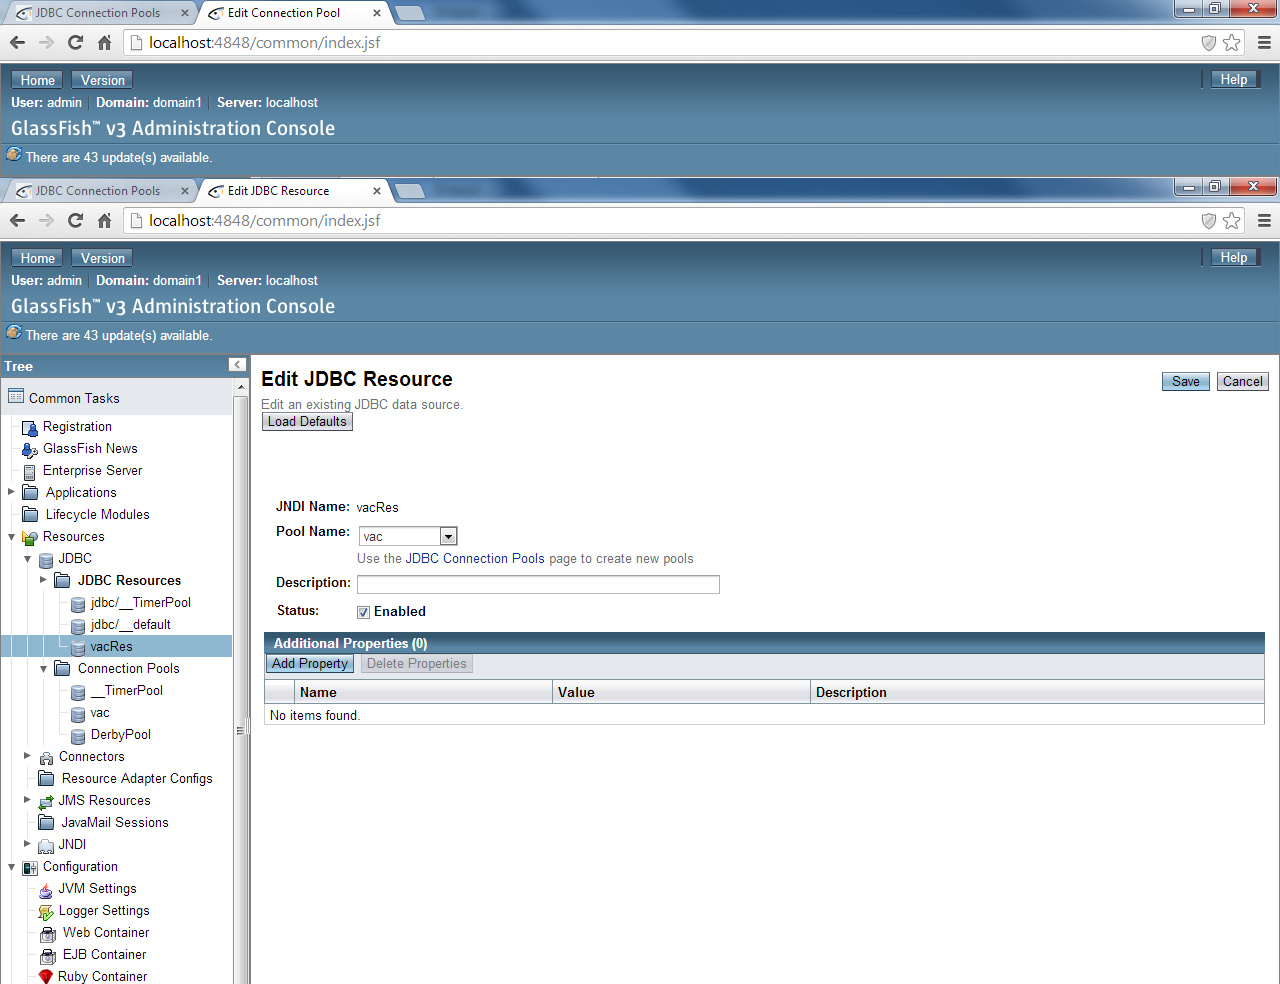 JDBC Connection Pools
Edit Connection Pool
localhost:4848/common/index.jsf
Home
Version
Help
User: admin
Domain: domain1
Server: localhost
GlassFish™ v3 Administration Console
There are 43 update(s) available.
JDBC Connection Pools
Edit JDBC Resource
localhost:4848/common/index.jsf
Home
Version
Help
User: admin
Domain: domain1
Server: localhost
GlassFish™ v3 Administration Console
There are 43 update(s) available.
Tree
Common Tasks
Registration
GlassFish News
Enterprise Server
Applications
Lifecycle Modules
Resources
JDBC
JDBC Resources
jdbc/__TimerPool
jdbc/__default
vacRes
Connection Pools
__TimerPool
vac
DerbyPool
Connectors
Resource Adapter Configs
JMS Resources
JavaMail Sessions
JNDI
Configuration
JVM Settings
Logger Settings
Web Container
EJB Container
Ruby Container
Edit JDBC Resource
Save
Cancel
Edit an existing JDBC data source.
Load Defaults
JNDI Name: vacRes
Pool Name: vac
Use the JDBC Connection Pools page to create new pools
Description:
Status: Enabled
Additional Properties (0)
Add Property
Delete Properties
Name
Value
Description
No items found.